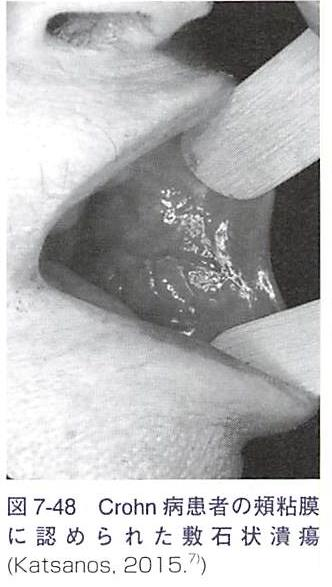 図 7-48　Crohn 病患者の頰粘膜
に認められた敷石状潰瘍
(Katsanos, 2015.⁷⁾)